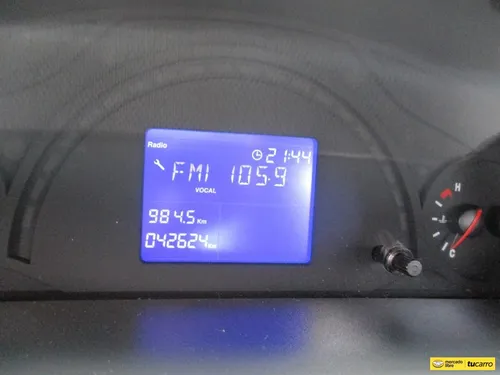 Radio
21:44
FM1 105.9
VOCAL
984.5 Km
042624 Km
H
C
mercado libre tucarro